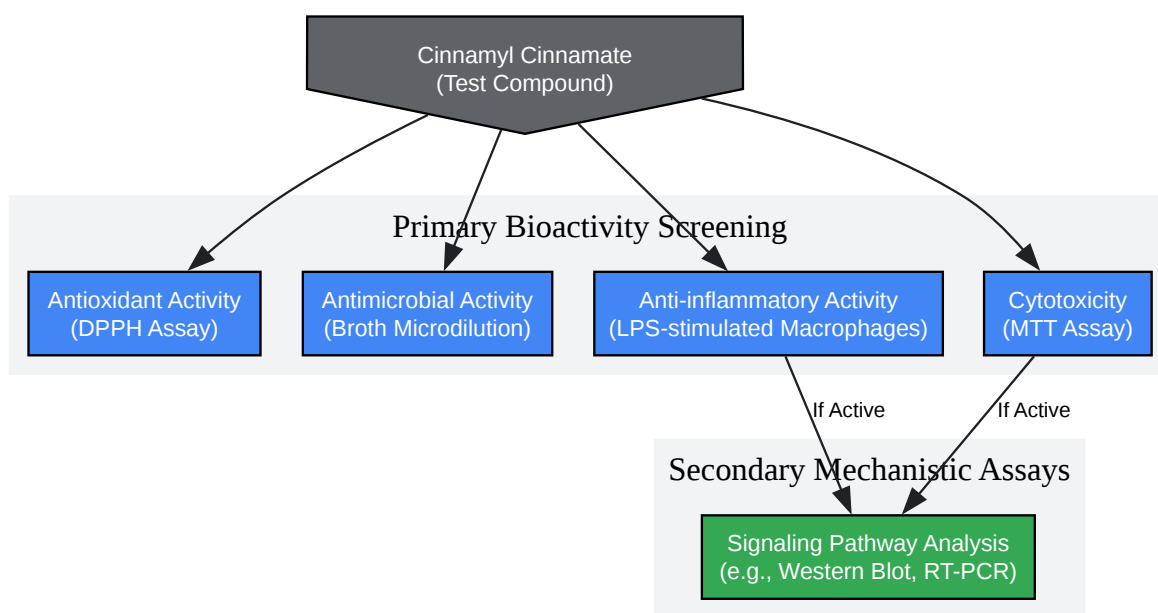 Cinnamyl Cinnamate
(Test Compound)
Primary Bioactivity Screening
Antioxidant Activity
(DPPH Assay)
Antimicrobial Activity
(Broth Microdilution)
Anti-inflammatory Activity
(LPS-stimulated Macrophages)
Cytotoxicity
(MTT Assay)
If Active
If Active
Secondary Mechanistic Assays
Signaling Pathway Analysis
(e.g., Western Blot, RT-PCR)